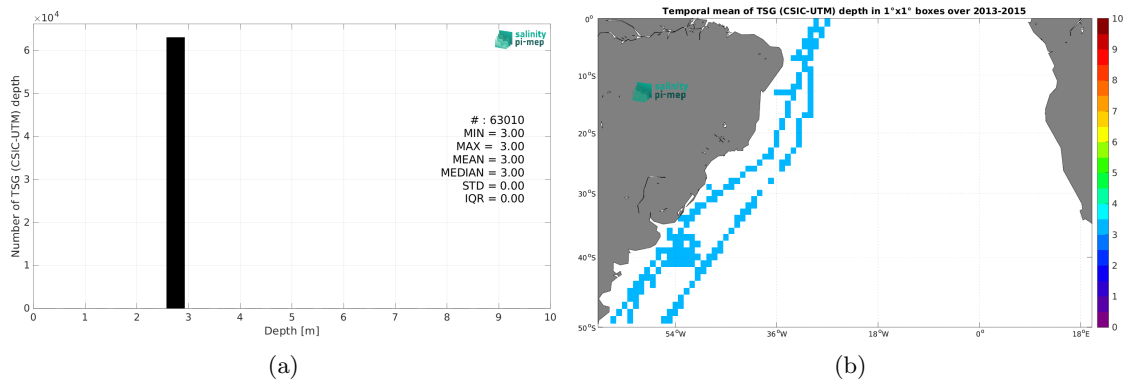 ×10⁴
6
5
4
3
2
1
0
Number of TSG (CSIC-UTM) depth
salinity
pi-mep
# : 63010
MIN = 3.00
MAX = 3.00
MEAN = 3.00
MEDIAN = 3.00
STD = 0.00
IQR = 0.00
0 1 2 3 4 5 6 7 8 9 10
Depth [m]
(a)
Temporal mean of TSG (CSIC-UTM) depth in 1°x1° boxes over 2013-2015
0°
10°S
20°S
30°S
40°S
50°S
salinity
pi-mep
54°W 36°W 18°W 0° 18°E
10
9
8
7
6
5
4
3
2
1
0
(b)